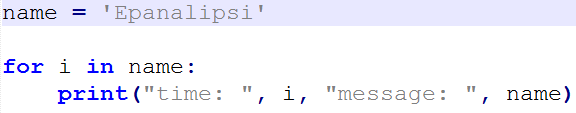 name = 'Epanalipsi'
for i in name:
    print("time: ", i, "message: ", name)